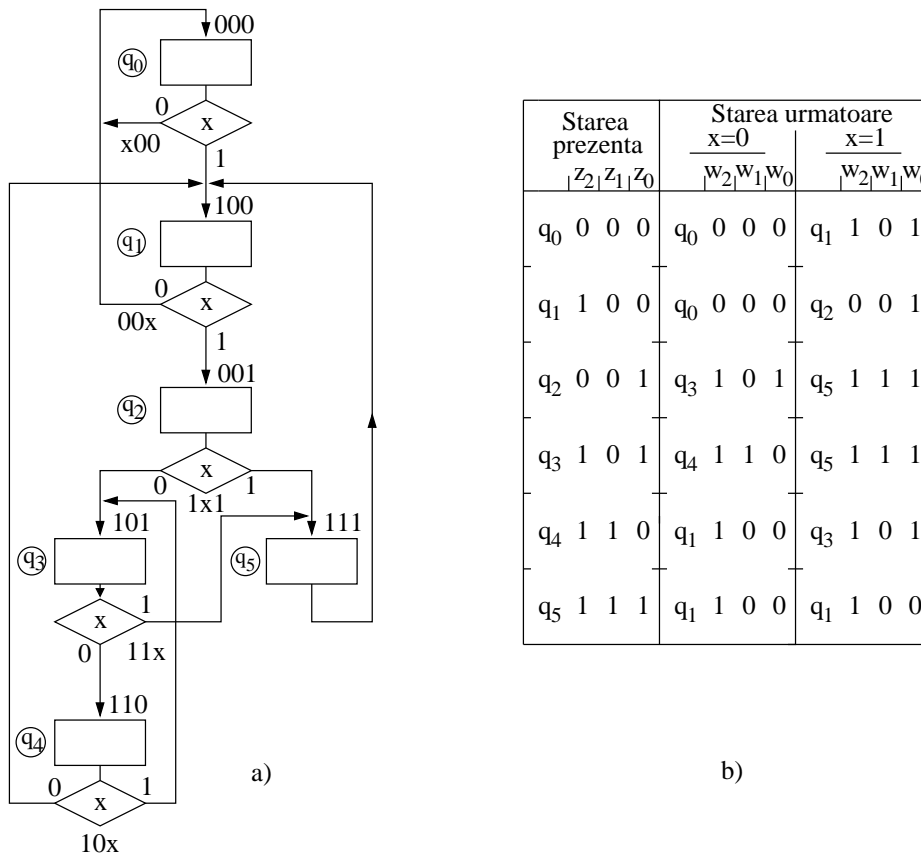 000
q0
0
x
x00
1
100
q1
0
x
00x
1
001
q2
x
0
1
1x1
101
111
q3
q5
1
x
0
11x
110
q4
0
1
x
10x
a)
Starea prezenta
Starea urmatoare
x=0
x=1
z2 z1 z0
w2 w1 w0
w2 w1 w
q0 0 0 0 q0 0 0 0 q1 1 0 1
q1 1 0 0 q0 0 0 0 q2 0 0 1
q2 0 0 1 q3 1 0 1 q5 1 1 1
q3 1 0 1 q4 1 1 0 q5 1 1 1
q4 1 1 0 q1 1 0 0 q3 1 0 1
q5 1 1 1 q1 1 0 0 q1 1 0 0
b)